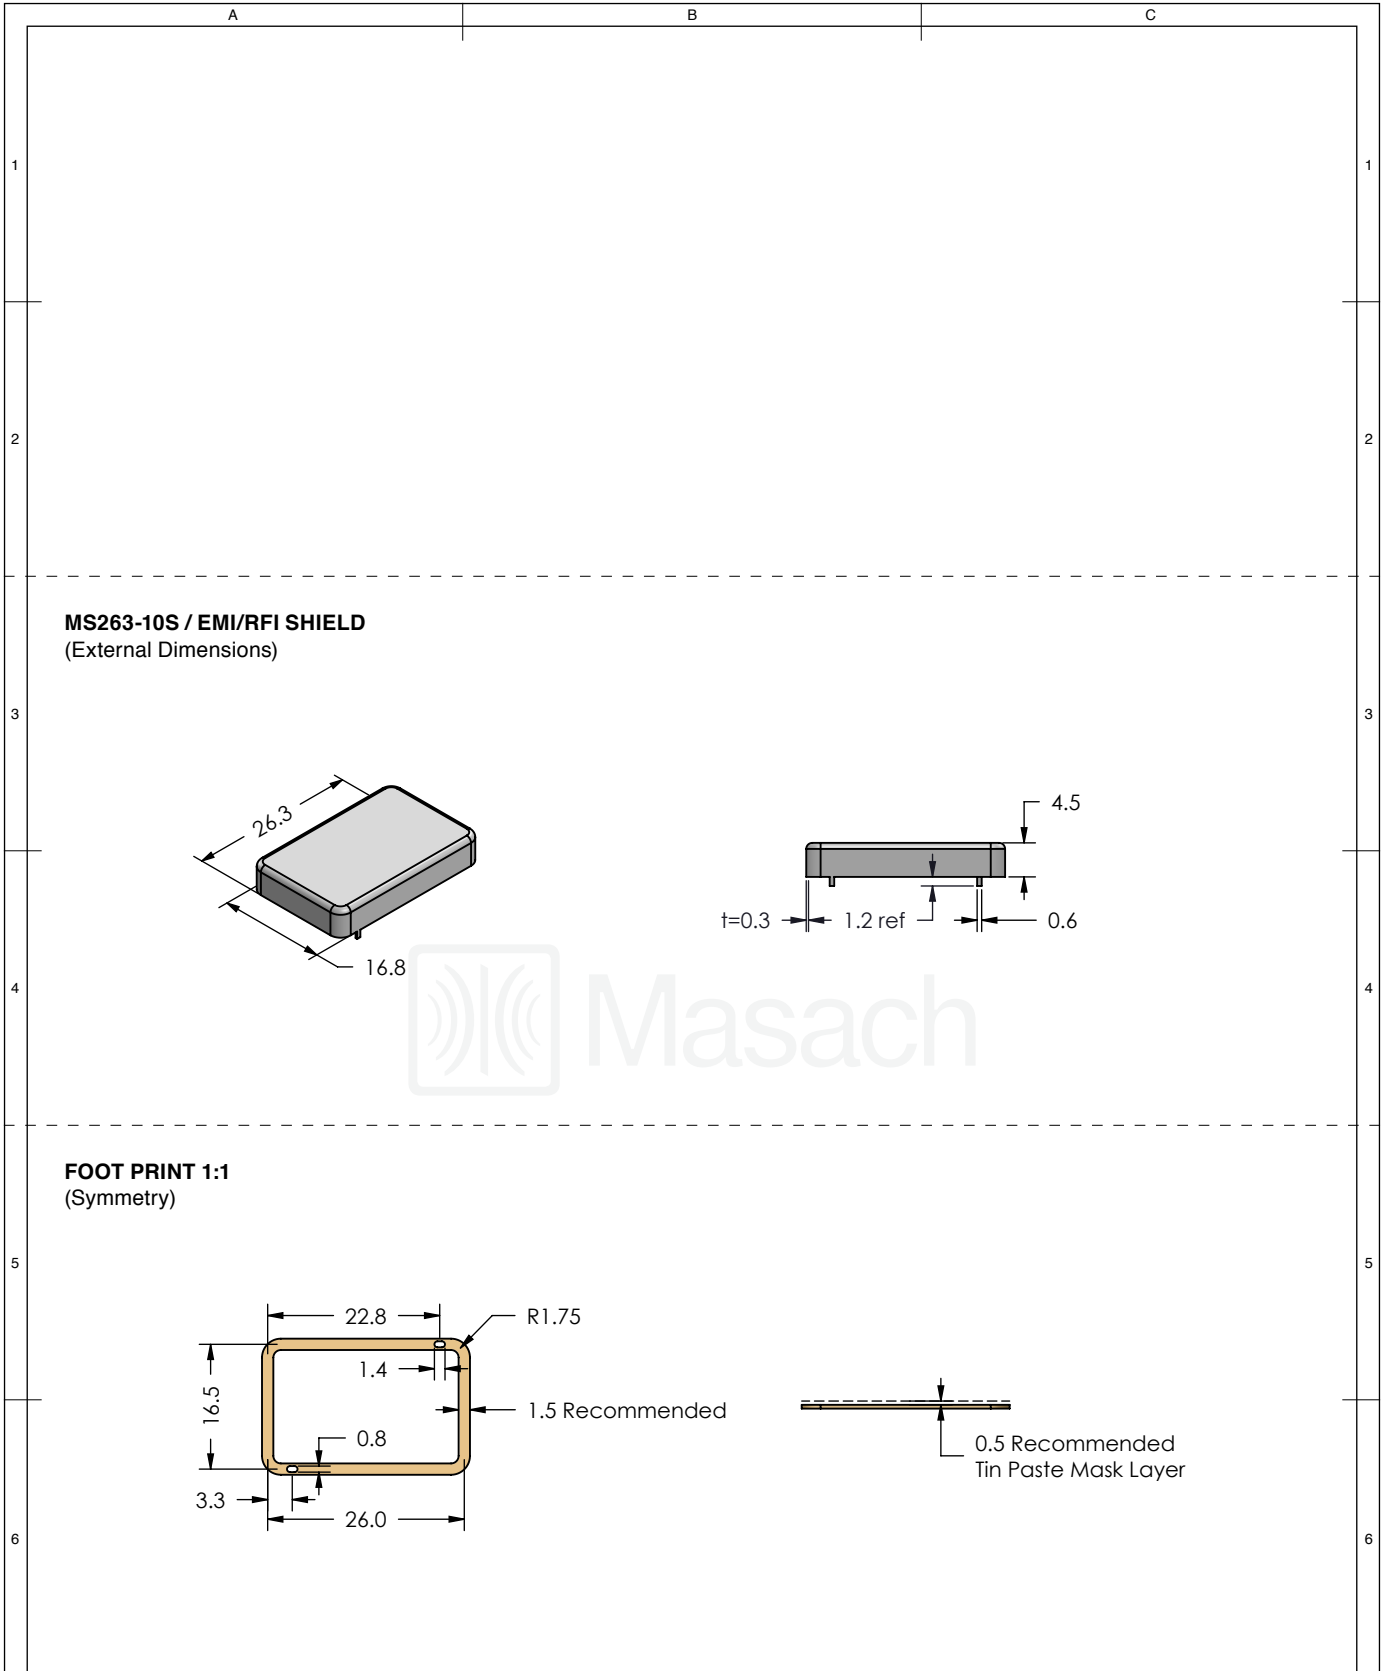 A
B
C
1
1
2
2
MS263-10S / EMI/RFI SHIELD
(External Dimensions)
3
3
26.3
4.5
t=0.3
1.2 ref
0.6
16.8
Masach
4
4
FOOT PRINT 1:1
(Symmetry)
5
5
22.8
R1.75
1.4
16.5
1.5 Recommended
0.8
0.5 Recommended
Tin Paste Mask Layer
3.3
26.0
6
6